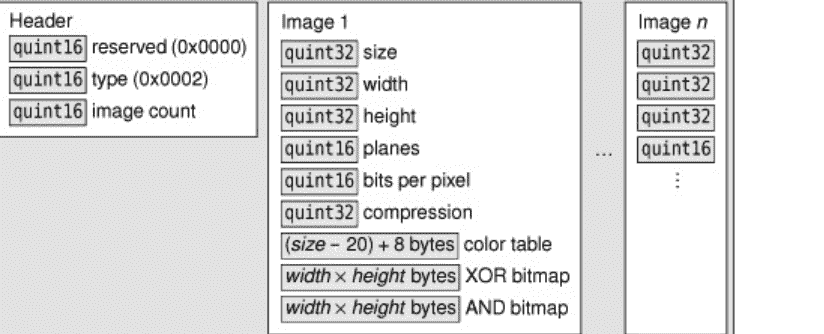 Header
quint16 reserved (0x0000)
quint16 type (0x0002)
quint16 image count
Image 1
quint32 size
quint32 width
quint32 height
quint16 planes
quint16 bits per pixel
quint32 compression
(size – 20) + 8 bytes color table
width × height bytes XOR bitmap
width × height bytes AND bitmap
...
Image n
quint32
quint32
quint32
quint16
⋮